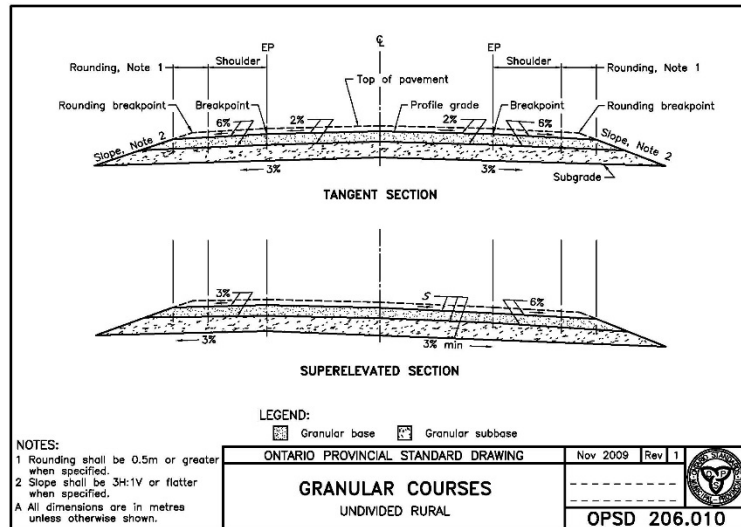 EP
℄
EP
Rounding, Note 1
Shoulder
Shoulder
Rounding, Note 1
Top of pavement
Rounding breakpoint
Breakpoint
Profile grade
Breakpoint
Rounding breakpoint
6%
2%
2%
6%
Slope, Note 2
Slope, Note 2
3%
3%
Subgrade
TANGENT SECTION
3%
S
6%
3%
3% min
SUPERELEVATED SECTION
LEGEND:
Granular base
Granular subbase
NOTES:
1 Rounding shall be 0.5m or greater
when specified.
2 Slope shall be 3H:1V or flatter
when specified.
A All dimensions are in metres
unless otherwise shown.
ONTARIO PROVINCIAL STANDARD DRAWING
Nov 2009
Rev
1
GRANULAR COURSES
UNDIVIDED RURAL
OPSD 206.010